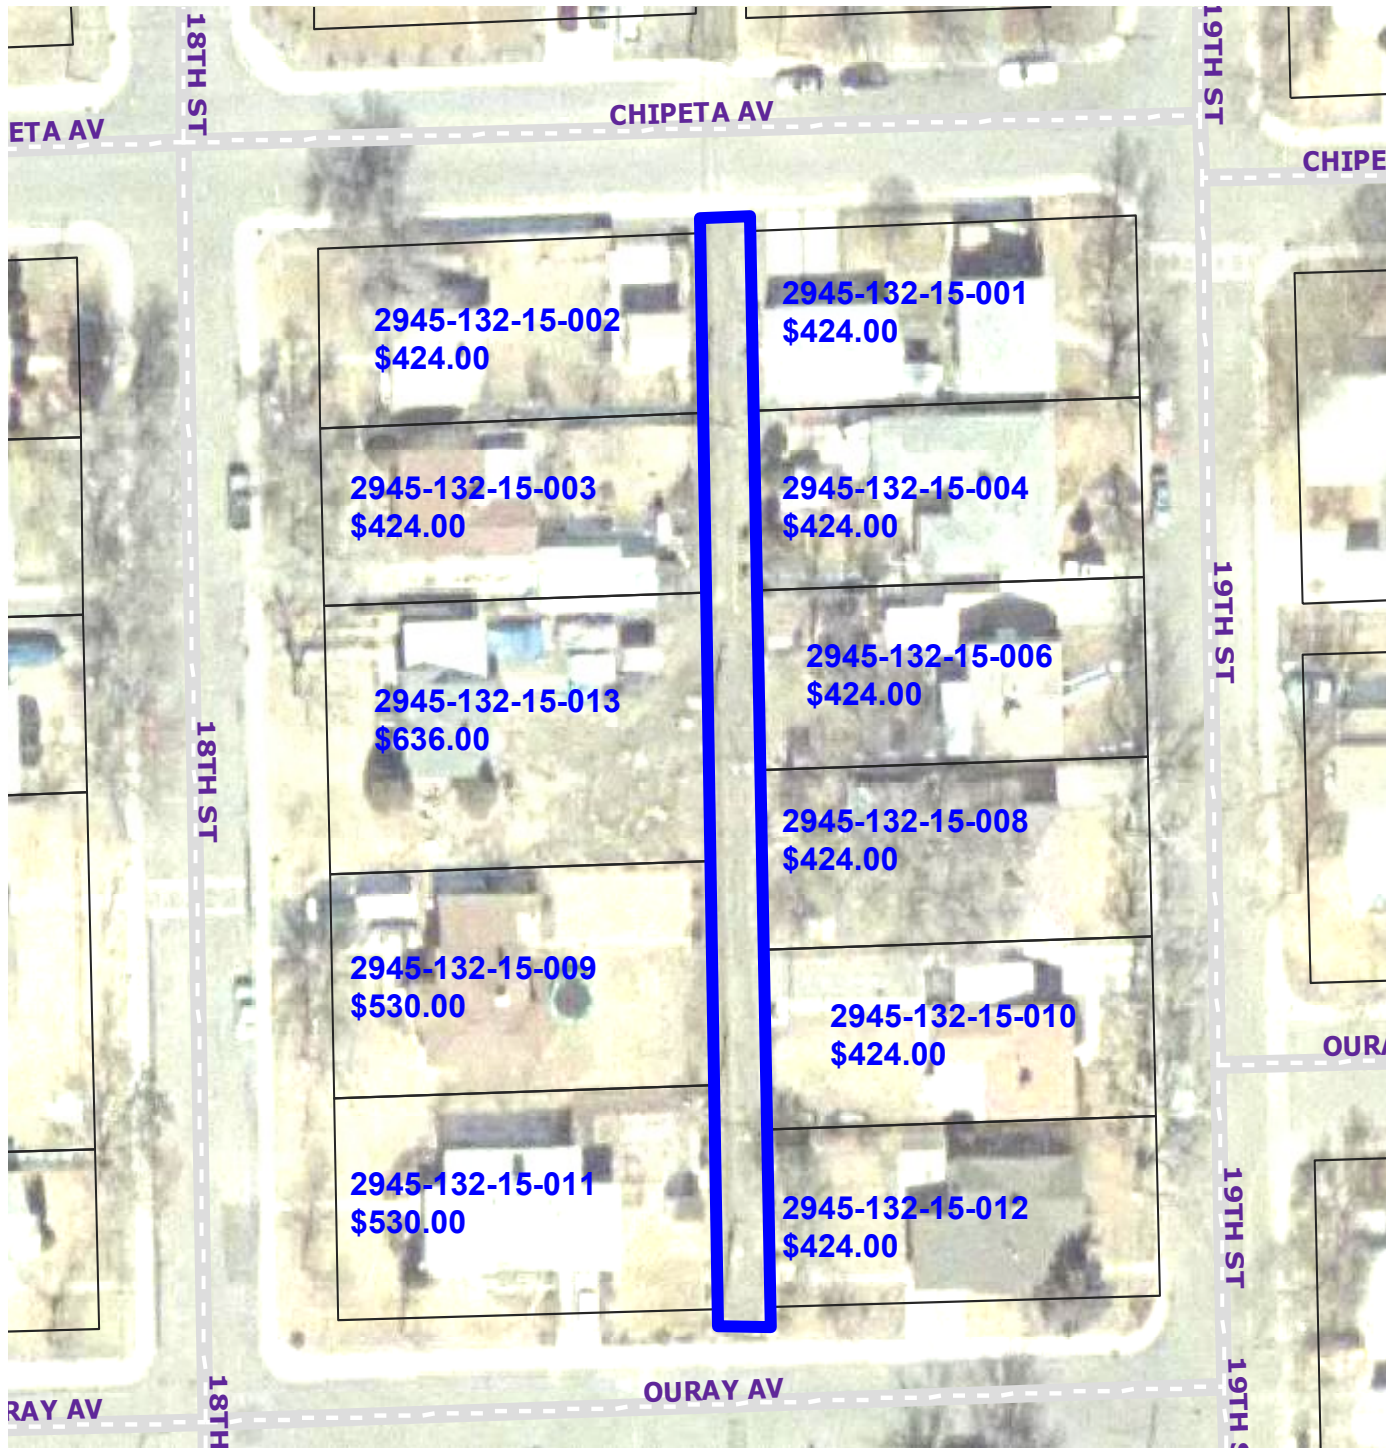 18TH ST
19TH ST
CHIPETA AV
ETA AV
CHIPE
2945-132-15-001
$424.00
2945-132-15-002
$424.00
2945-132-15-003
$424.00
2945-132-15-004
$424.00
19TH ST
2945-132-15-006
$424.00
2945-132-15-013
$636.00
18TH ST
2945-132-15-008
$424.00
2945-132-15-009
$530.00
2945-132-15-010
$424.00
OURA
2945-132-15-011
$530.00
2945-132-15-012
$424.00
19TH ST
OURAY AV
RAY AV
18TH
19TH S